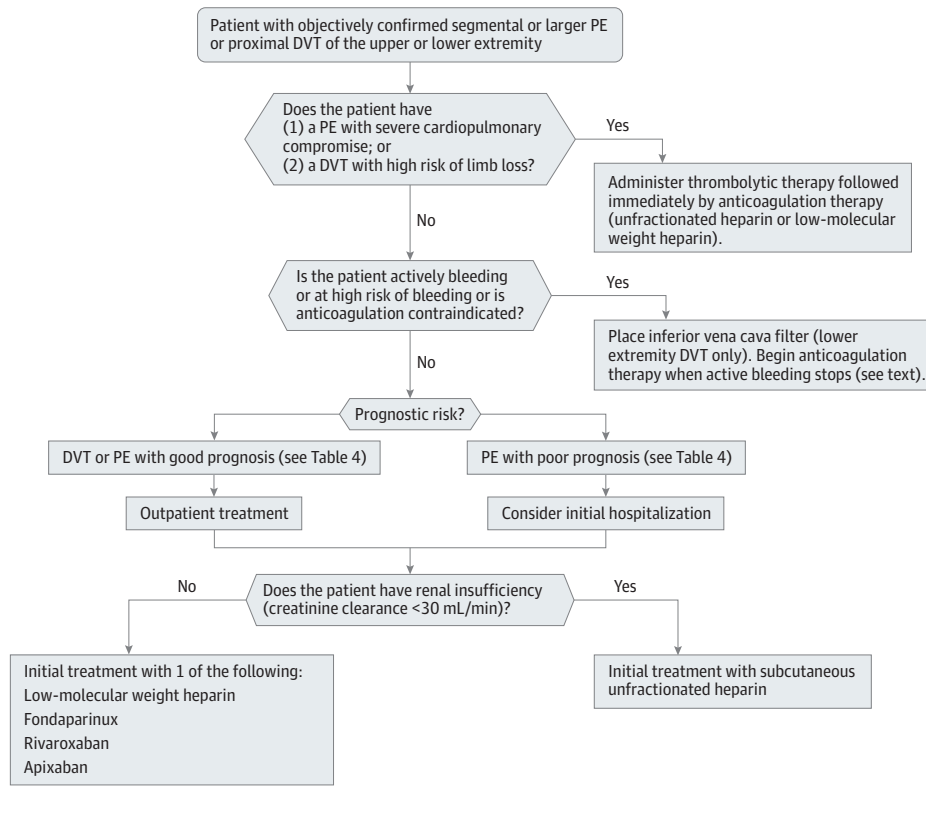 Patient with objectively confirmed segmental or larger PE
or proximal DVT of the upper or lower extremity
Does the patient have
(1) a PE with severe cardiopulmonary
compromise; or
(2) a DVT with high risk of limb loss?
Yes
Administer thrombolytic therapy followed
immediately by anticoagulation therapy
(unfractionated heparin or low-molecular
weight heparin).
No
Is the patient actively bleeding
or at high risk of bleeding or is
anticoagulation contraindicated?
Yes
Place inferior vena cava filter (lower
extremity DVT only). Begin anticoagulation
therapy when active bleeding stops (see text).
No
Prognostic risk?
DVT or PE with good prognosis (see Table 4)
PE with poor prognosis (see Table 4)
Outpatient treatment
Consider initial hospitalization
Does the patient have renal insufficiency
(creatinine clearance <30 mL/min)?
No
Yes
Initial treatment with 1 of the following:
Low-molecular weight heparin
Fondaparinux
Rivaroxaban
Apixaban
Initial treatment with subcutaneous
unfractionated heparin